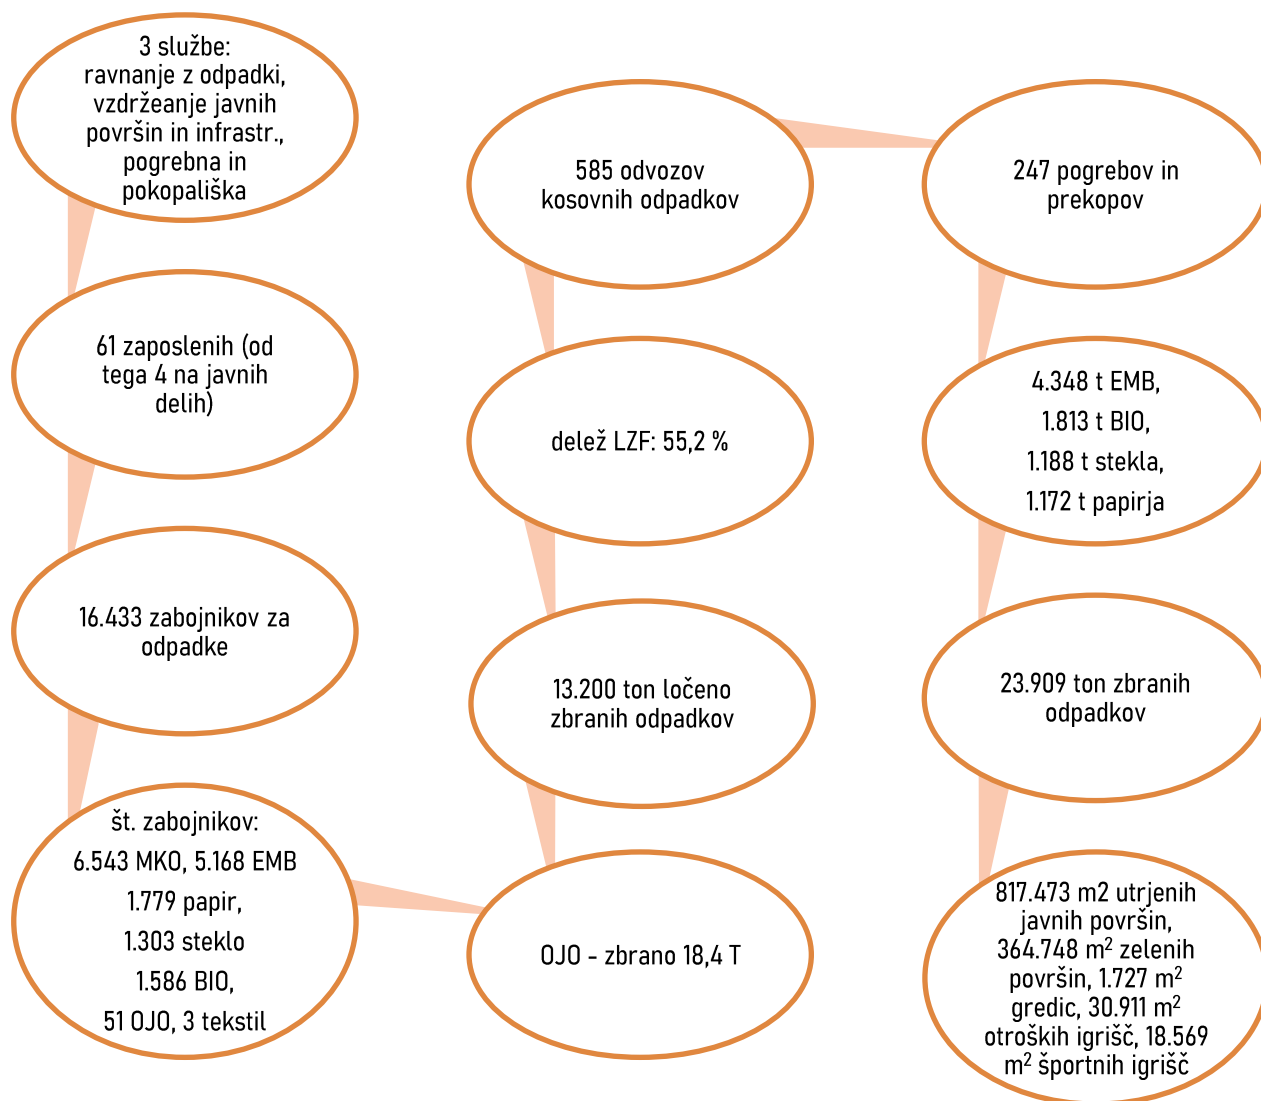 3 službe:
ravnanje z odpadki,
vzdržeanje javnih
površin in infrastr.,
pogrebna in
pokopališka
61 zaposlenih (od
tega 4 na javnih
delih)
16.433 zabojnikov za
odpadke
št. zabojnikov:
6.543 MKO, 5.168 EMB
1.779 papir,
1.303 steklo
1.586 BIO,
51 OJO, 3 tekstil
OJO - zbrano 18,4 T
13.200 ton ločeno
zbranih odpadkov
delež LZF: 55,2 %
585 odvozov
kosovnih odpadkov
247 pogrebov in
prekopov
4.348 t EMB,
1.813 t BIO,
1.188 t stekla,
1.172 t papirja
23.909 ton zbranih
odpadkov
817.473 m2 utrjenih
javnih površin,
364.748 m² zelenih
površin, 1.727 m²
gredic, 30.911 m²
otroških igrišč, 18.569
m² športnih igrišč